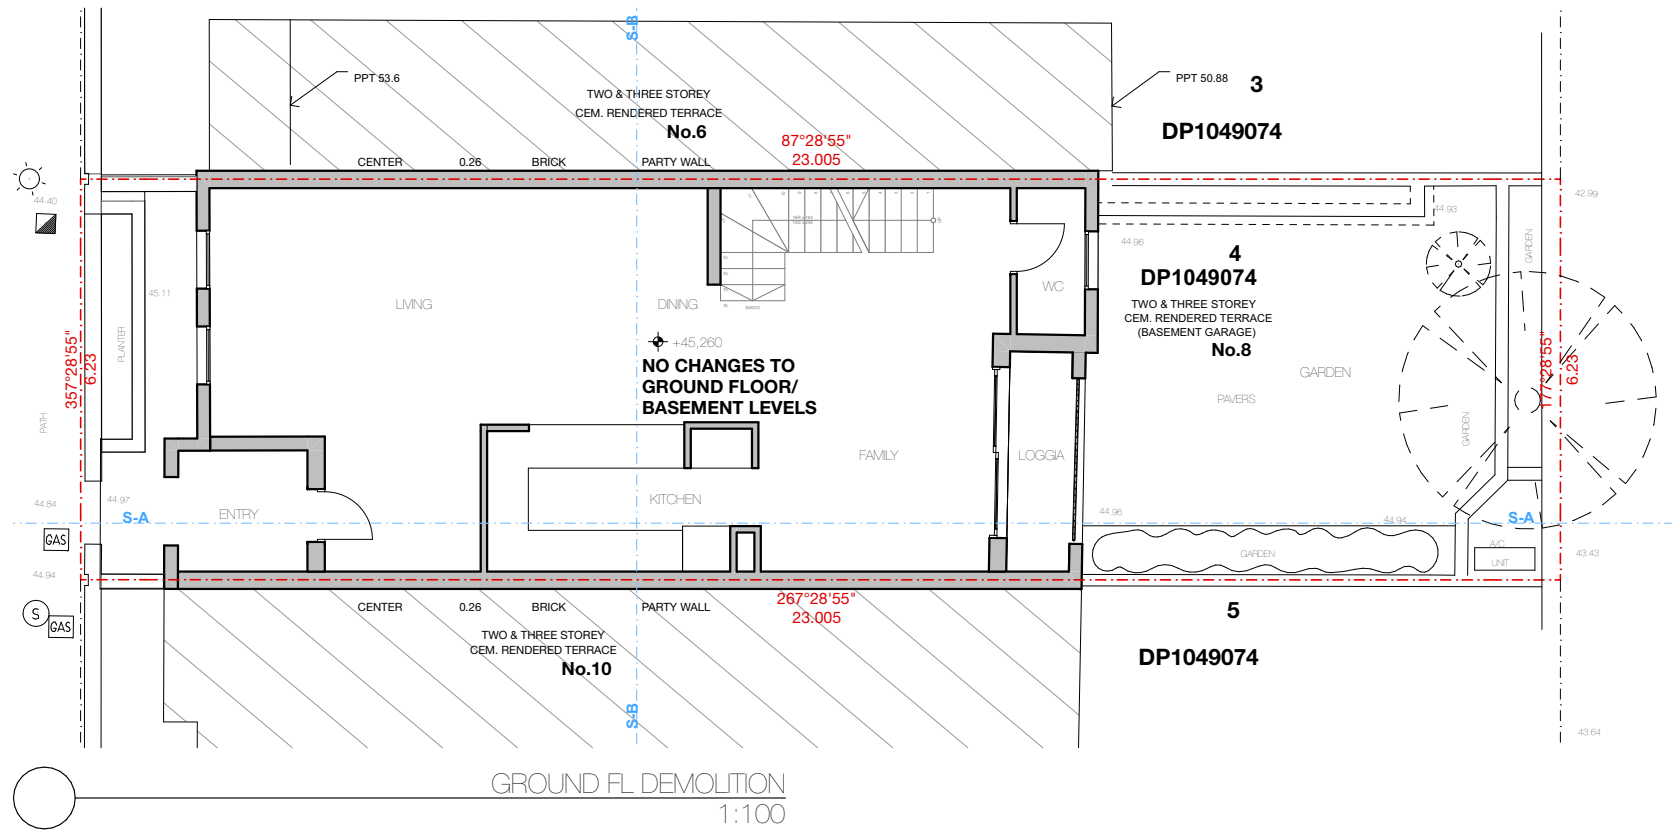 S-B
PPT 53.6
PPT 50.88
3
TWO & THREE STOREY
CEM. RENDERED TERRACE
No.6
DP1049074
87°28'55"
23.005
CENTER 0.26 BRICK PARTY WALL
44.40
42.99
44.93
44.96
GARDEN
4
DP1049074
TWO & THREE STOREY
CEM. RENDERED TERRACE
(BASEMENT GARAGE)
No.8
45.11
LIVING
DINING
WC
UP
PLANTER
+45,260
NO CHANGES TO
GROUND FLOOR/
BASEMENT LEVELS
357°28'55"
6.23
177°28'55"
6.23
GARDEN
PAVERS
GARDEN
PATH
FAMILY
LOGGIA
KITCHEN
44.84
44.97
S-A
ENTRY
44.96
44.94
S-A
GAS
A/C
UNIT
43.43
GARDEN
44.94
S
GAS
CENTER 0.26 BRICK PARTY WALL
267°28'55"
23.005
5
TWO & THREE STOREY
CEM. RENDERED TERRACE
No.10
DP1049074
S-B
43.64
GROUND FL DEMOLITION
1:100